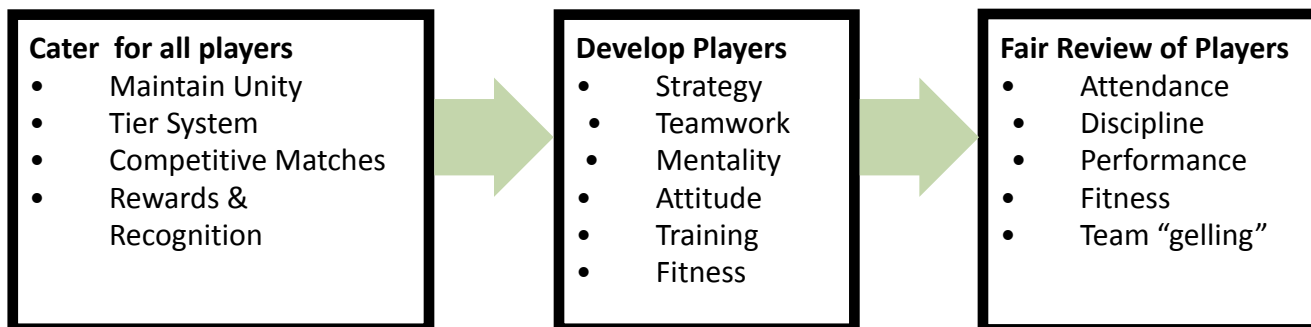 Cater for all players
• Maintain Unity
• Tier System
• Competitive Matches
• Rewards &
Recognition
Develop Players
• Strategy
• Teamwork
• Mentality
• Attitude
• Training
• Fitness
Fair Review of Players
• Attendance
• Discipline
• Performance
• Fitness
• Team “gelling”